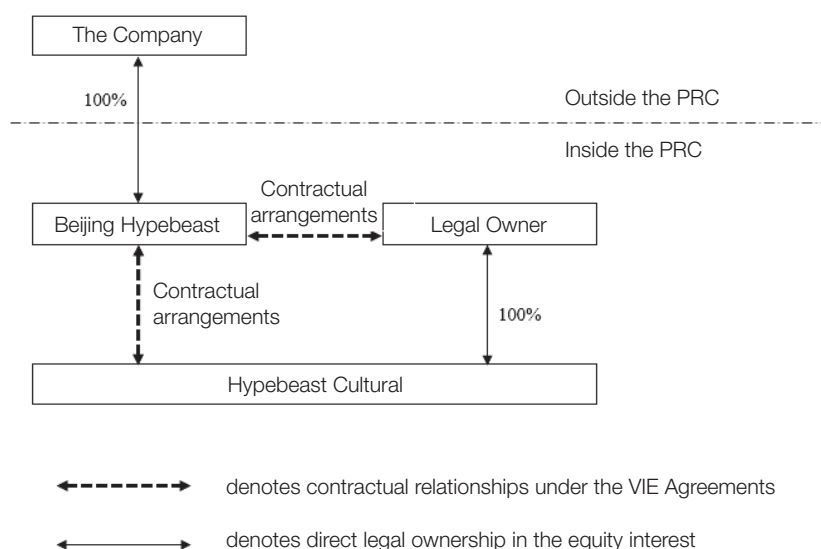 The Company
100%
Outside the PRC
Inside the PRC
Contractual
arrangements
Beijing Hypebeast
Legal Owner
Contractual
arrangements
100%
Hypebeast Cultural
denotes contractual relationships under the VIE Agreements
denotes direct legal ownership in the equity interest